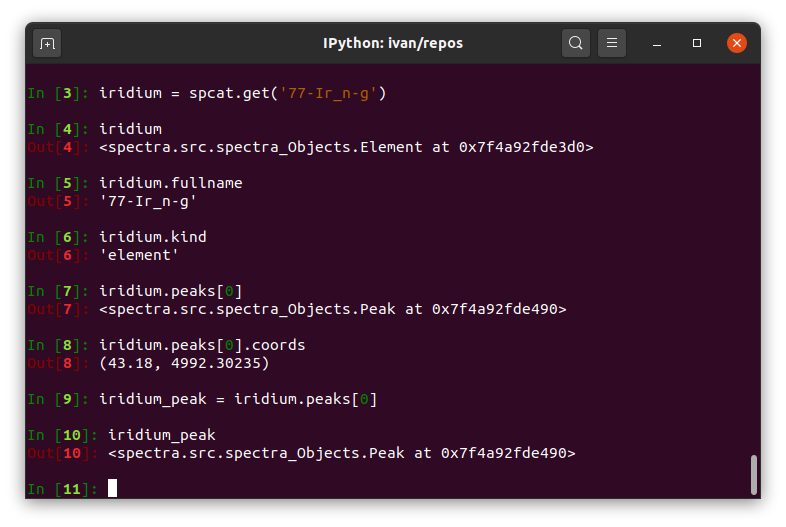 IPython: ivan/repos
In [3]: iridium = spcat.get('77-Ir_n-g')
In [4]: iridium
Out[4]: <spectra.src.spectra_Objects.Element at 0x7f4a92fde3d0>
In [5]: iridium.fullname
Out[5]: '77-Ir_n-g'
In [6]: iridium.kind
Out[6]: 'element'
In [7]: iridium.peaks[0]
Out[7]: <spectra.src.spectra_Objects.Peak at 0x7f4a92fde490>
In [8]: iridium.peaks[0].coords
Out[8]: (43.18, 4992.30235)
In [9]: iridium_peak = iridium.peaks[0]
In [10]: iridium_peak
Out[10]: <spectra.src.spectra_Objects.Peak at 0x7f4a92fde490>
In [11]: